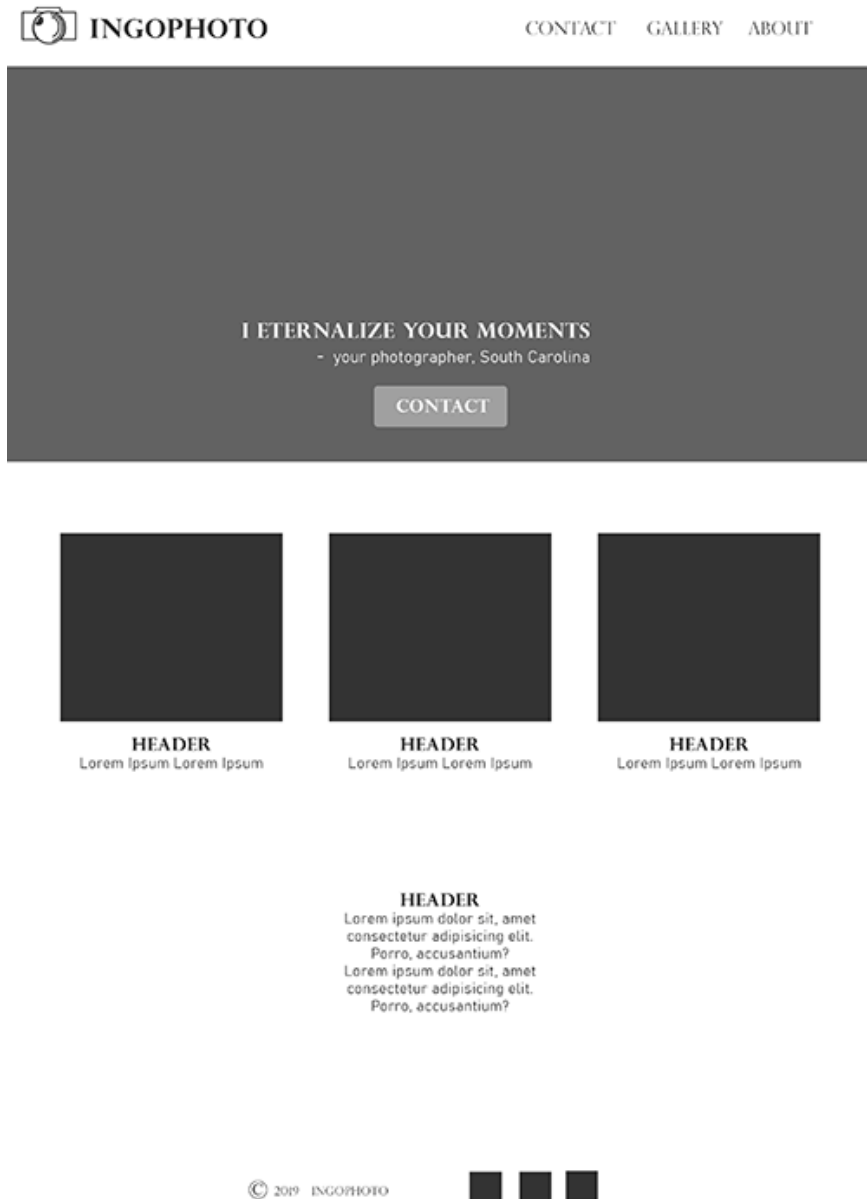 INGOPHOTO
CONTACT GALLERY ABOUT
I ETERNALIZE YOUR MOMENTS
- your photographer, South Carolina
CONTACT
HEADER
Lorem Ipsum Lorem Ipsum
HEADER
Lorem Ipsum Lorem Ipsum
HEADER
Lorem Ipsum Lorem Ipsum
HEADER
Lorem ipsum dolor sit, amet
consectetur adipisicing elit.
Porro, accusantium?
Lorem ipsum dolor sit, amet
consectetur adipisicing elit.
Porro, accusantium?
© 2019 INGOPHOTO